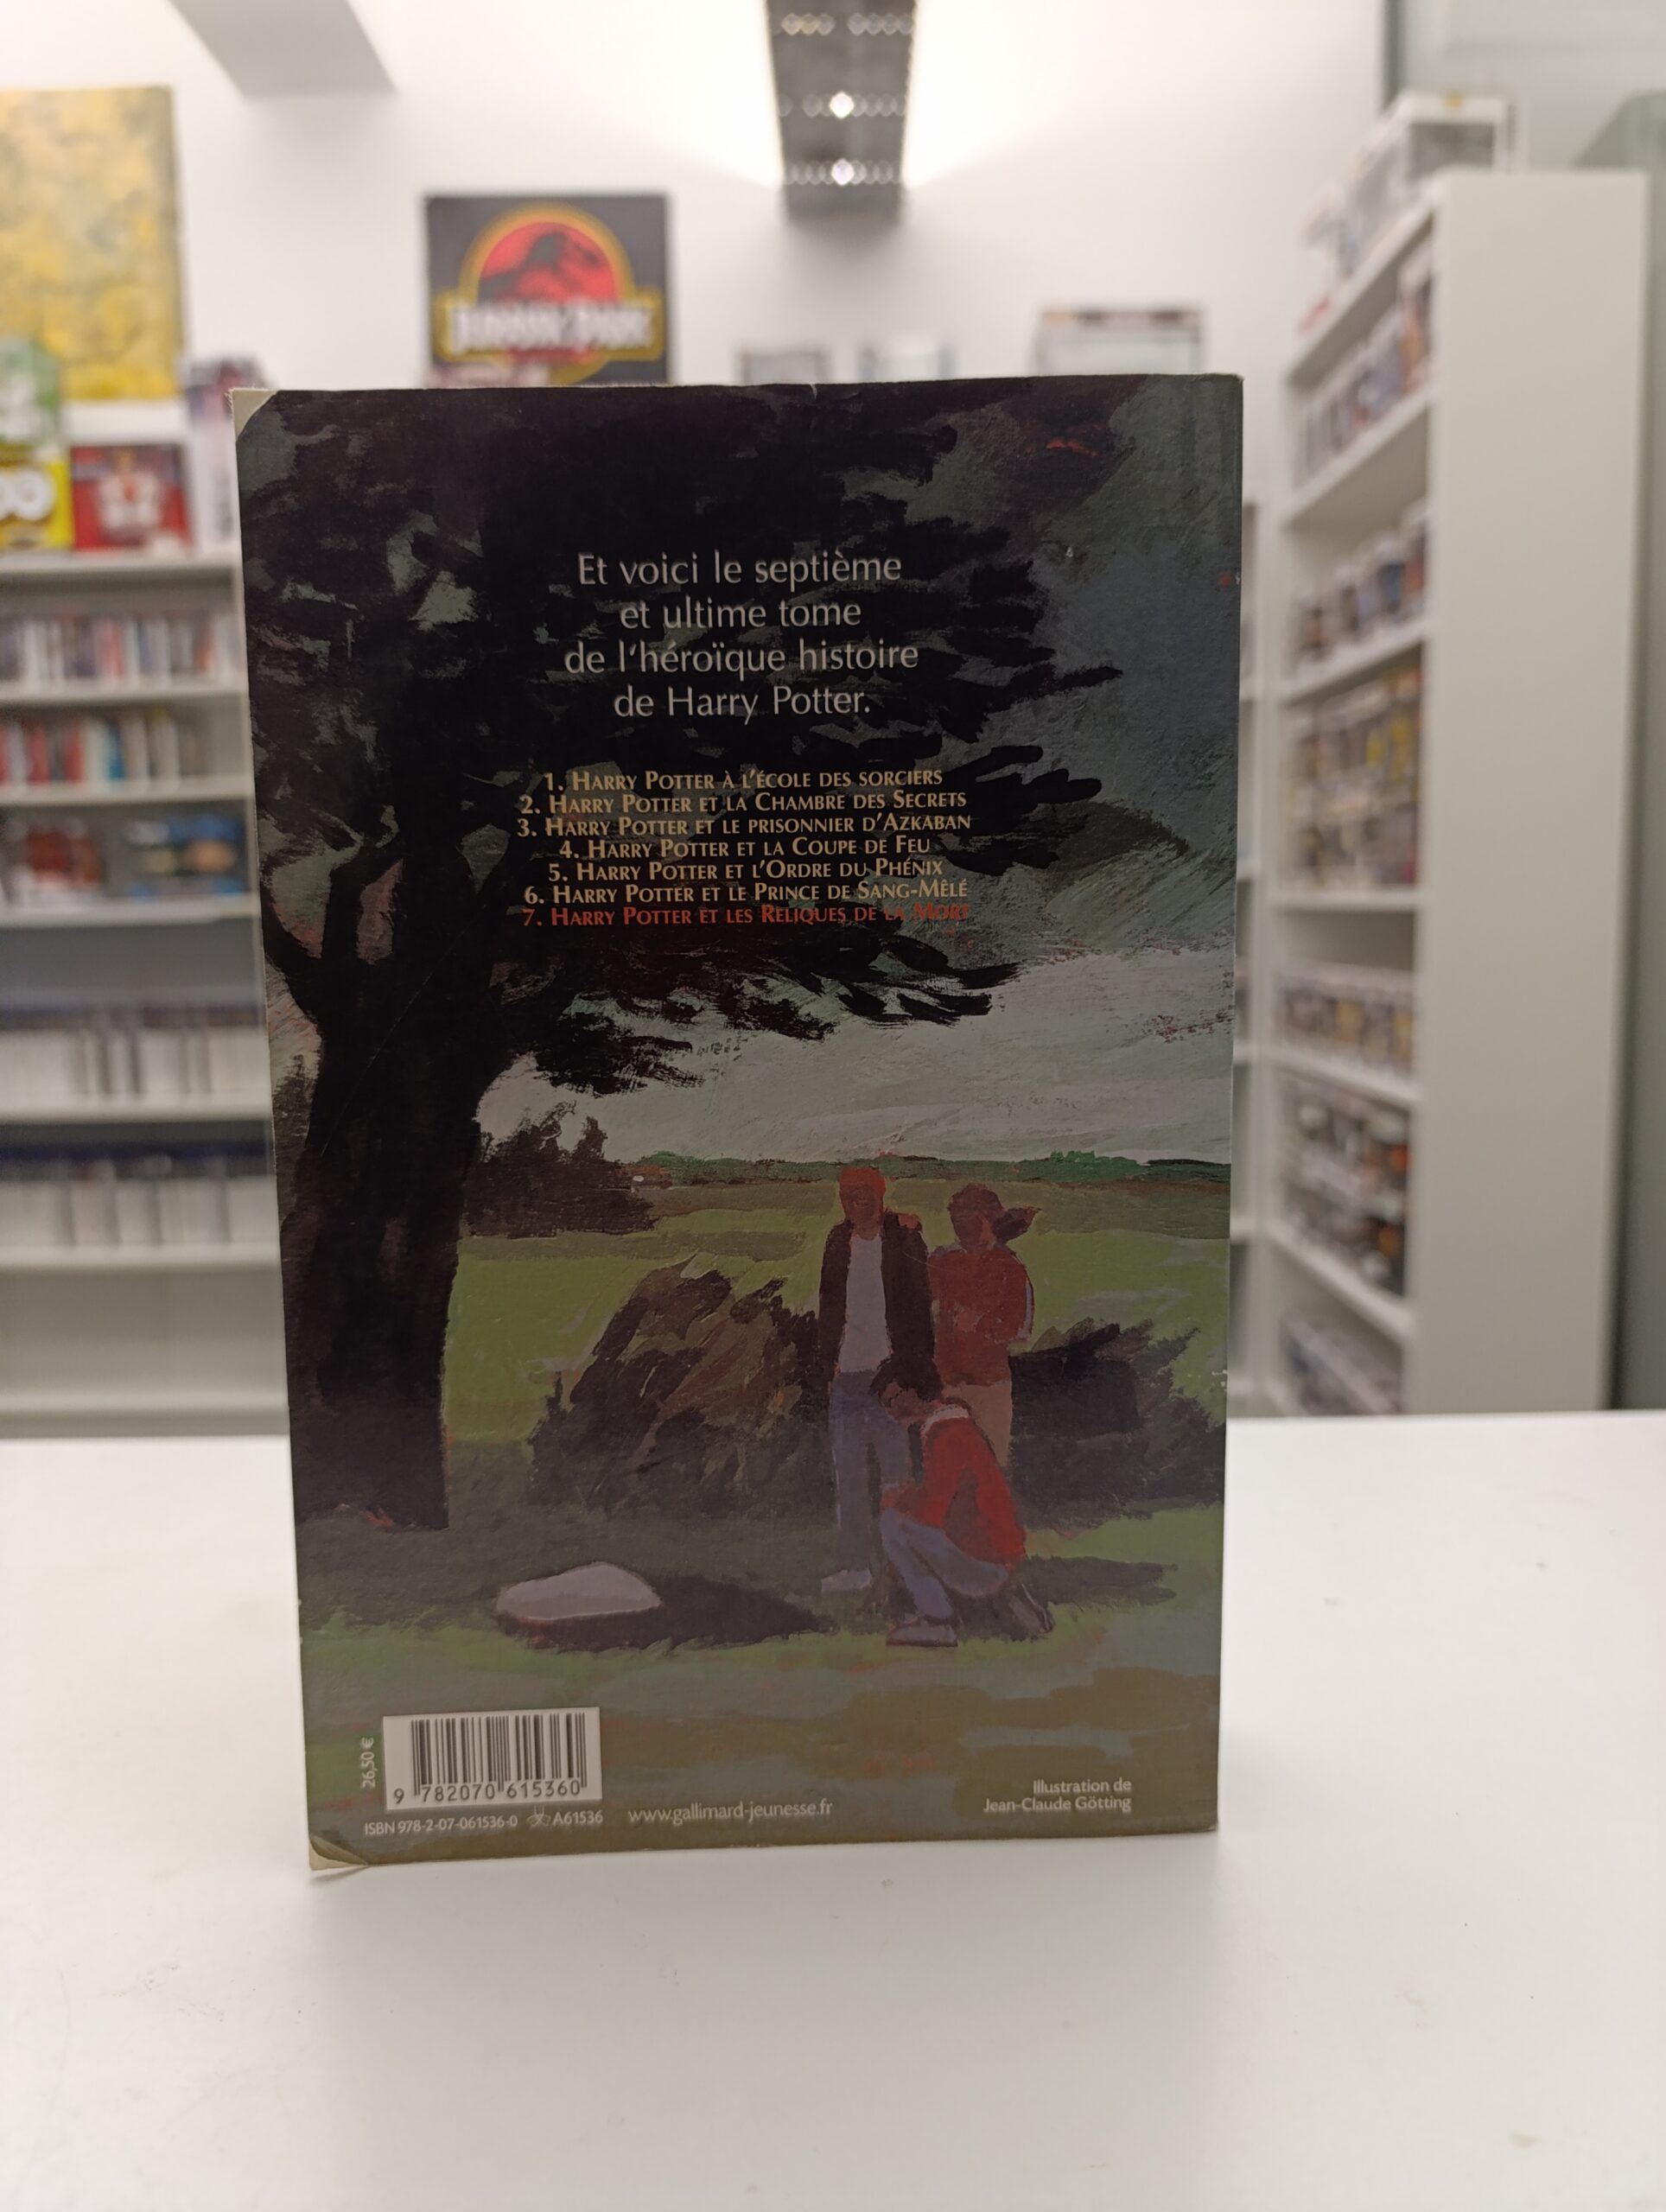 JURASSIC PARK
Et voici le septième
et ultime tome
de l'héroïque histoire
de Harry Potter.
1. HARRY POTTER À L'ÉCOLE DES SORCIERS
2. HARRY POTTER ET LA CHAMBRE DES SECRETS
3. HARRY POTTER ET LE PRISONNIER D'AZKABAN
4. HARRY POTTER ET LA COUPE DE FEU
5. HARRY POTTER ET L'ORDRE DU PHÉNIX
6. HARRY POTTER ET LE PRINCE DE SANG-MÊLÉ
7. HARRY POTTER ET LES RELIQUES DE LA MORT
26,50 €
9 782070 615360
ISBN 978-2-07-061536-0 A61536
www.gallimard-jeunesse.fr
Illustration de
Jean-Claude Götting